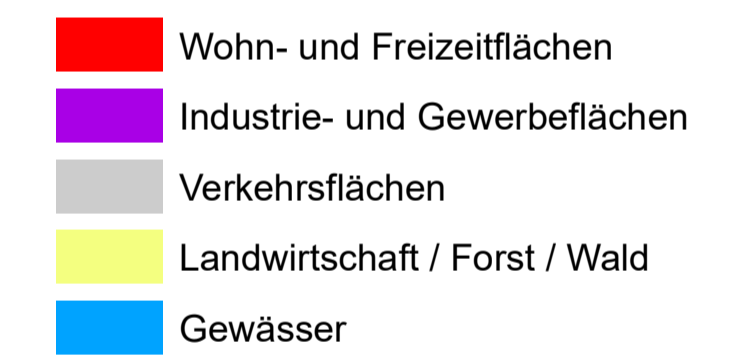 Wohn- und Freizeitflächen
Industrie- und Gewerbeflächen
Verkehrsflächen
Landwirtschaft / Forst / Wald
Gewässer